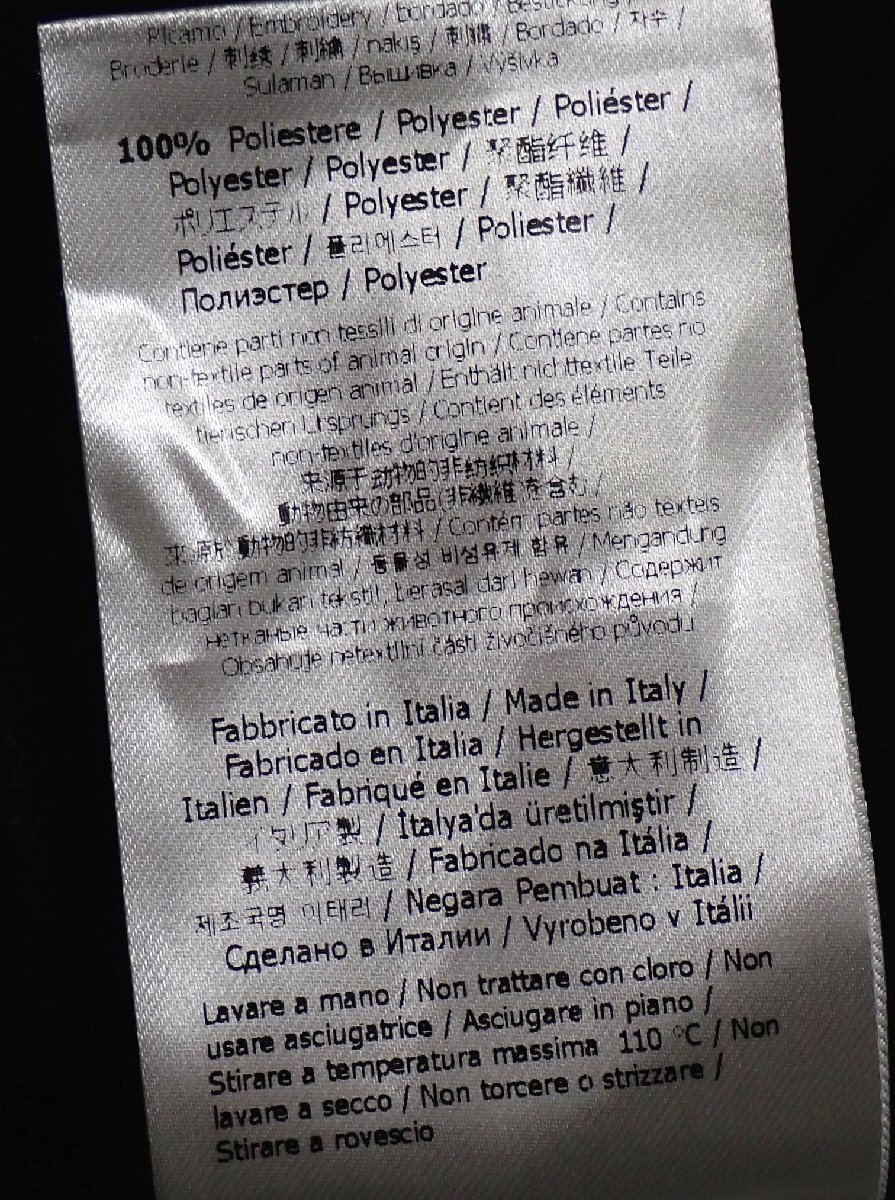 Ricamo / Embroidery / bordado / Bestickung /
Broderie / 刺绣 / 刺繍 / nakış / 刺繡 / Bordado / 자수 /
Sulaman / Вышивка / Vyšivka
100% Poliestere / Polyester / Poliéster /
Polyester / Polyester / 聚酯纤维 /
ポリエステル / Polyester / 聚酯纖維 /
Poliéster / 폴리에스터 / Poliester /
Полиэстер / Polyester
Contiene parti non tessili di origine animale / Contains
non-textile parts of animal origin / Contiene partes no
textiles de origen animal / Enthält nichttextile Teile
tierischen Ursprungs / Contient des éléments
non-textiles d'origine animale /
来源于动物的非纺织材料 /
動物由来の部品(非繊維)を含む /
來源於動物的非紡織材料 / Contém partes não têxteis
de origem animal / 동물성 비섬유제 함유 / Mengandung
bagian bukan tekstil, berasal dari hewan / Содержит
нетканые части животного происхождения /
Obsahuje netextilní části živočišného původu
Fabbricato in Italia / Made in Italy /
Fabricado en Italia / Hergestellt in
Italien / Fabriqué en Italie / 意大利制造 /
イタリア製 / İtalya'da üretilmiştir /
義大利製造 / Fabricado na Itália /
제조국명 이태리 / Negara Pembuat : Italia /
Сделано в Италии / Vyrobeno v Itálii
Lavare a mano / Non trattare con cloro / Non
usare asciugatrice / Asciugare in piano /
Stirare a temperatura massima 110 °C / Non
lavare a secco / Non torcere o strizzare /
Stirare a rovescio